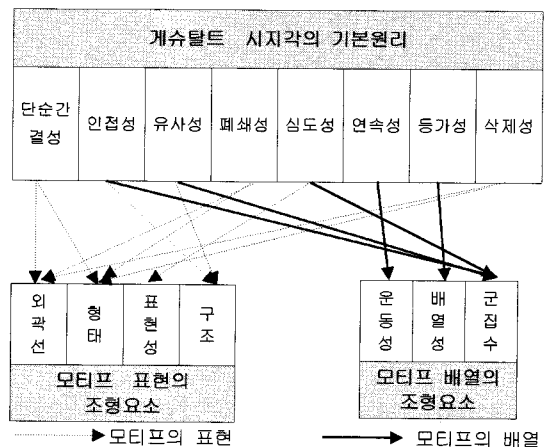 게슈탈트 시지각의 기본원리
단순간
결성
인접성
유사성
폐쇄성
심도성
연속성
등가성
삭제성
외곽선
형태
표현성
구조
모티프 표현의
조형요소
운동성
배열성
군집수
모티프 배열의
조형요소
모티프의 표현
모티프의 배열